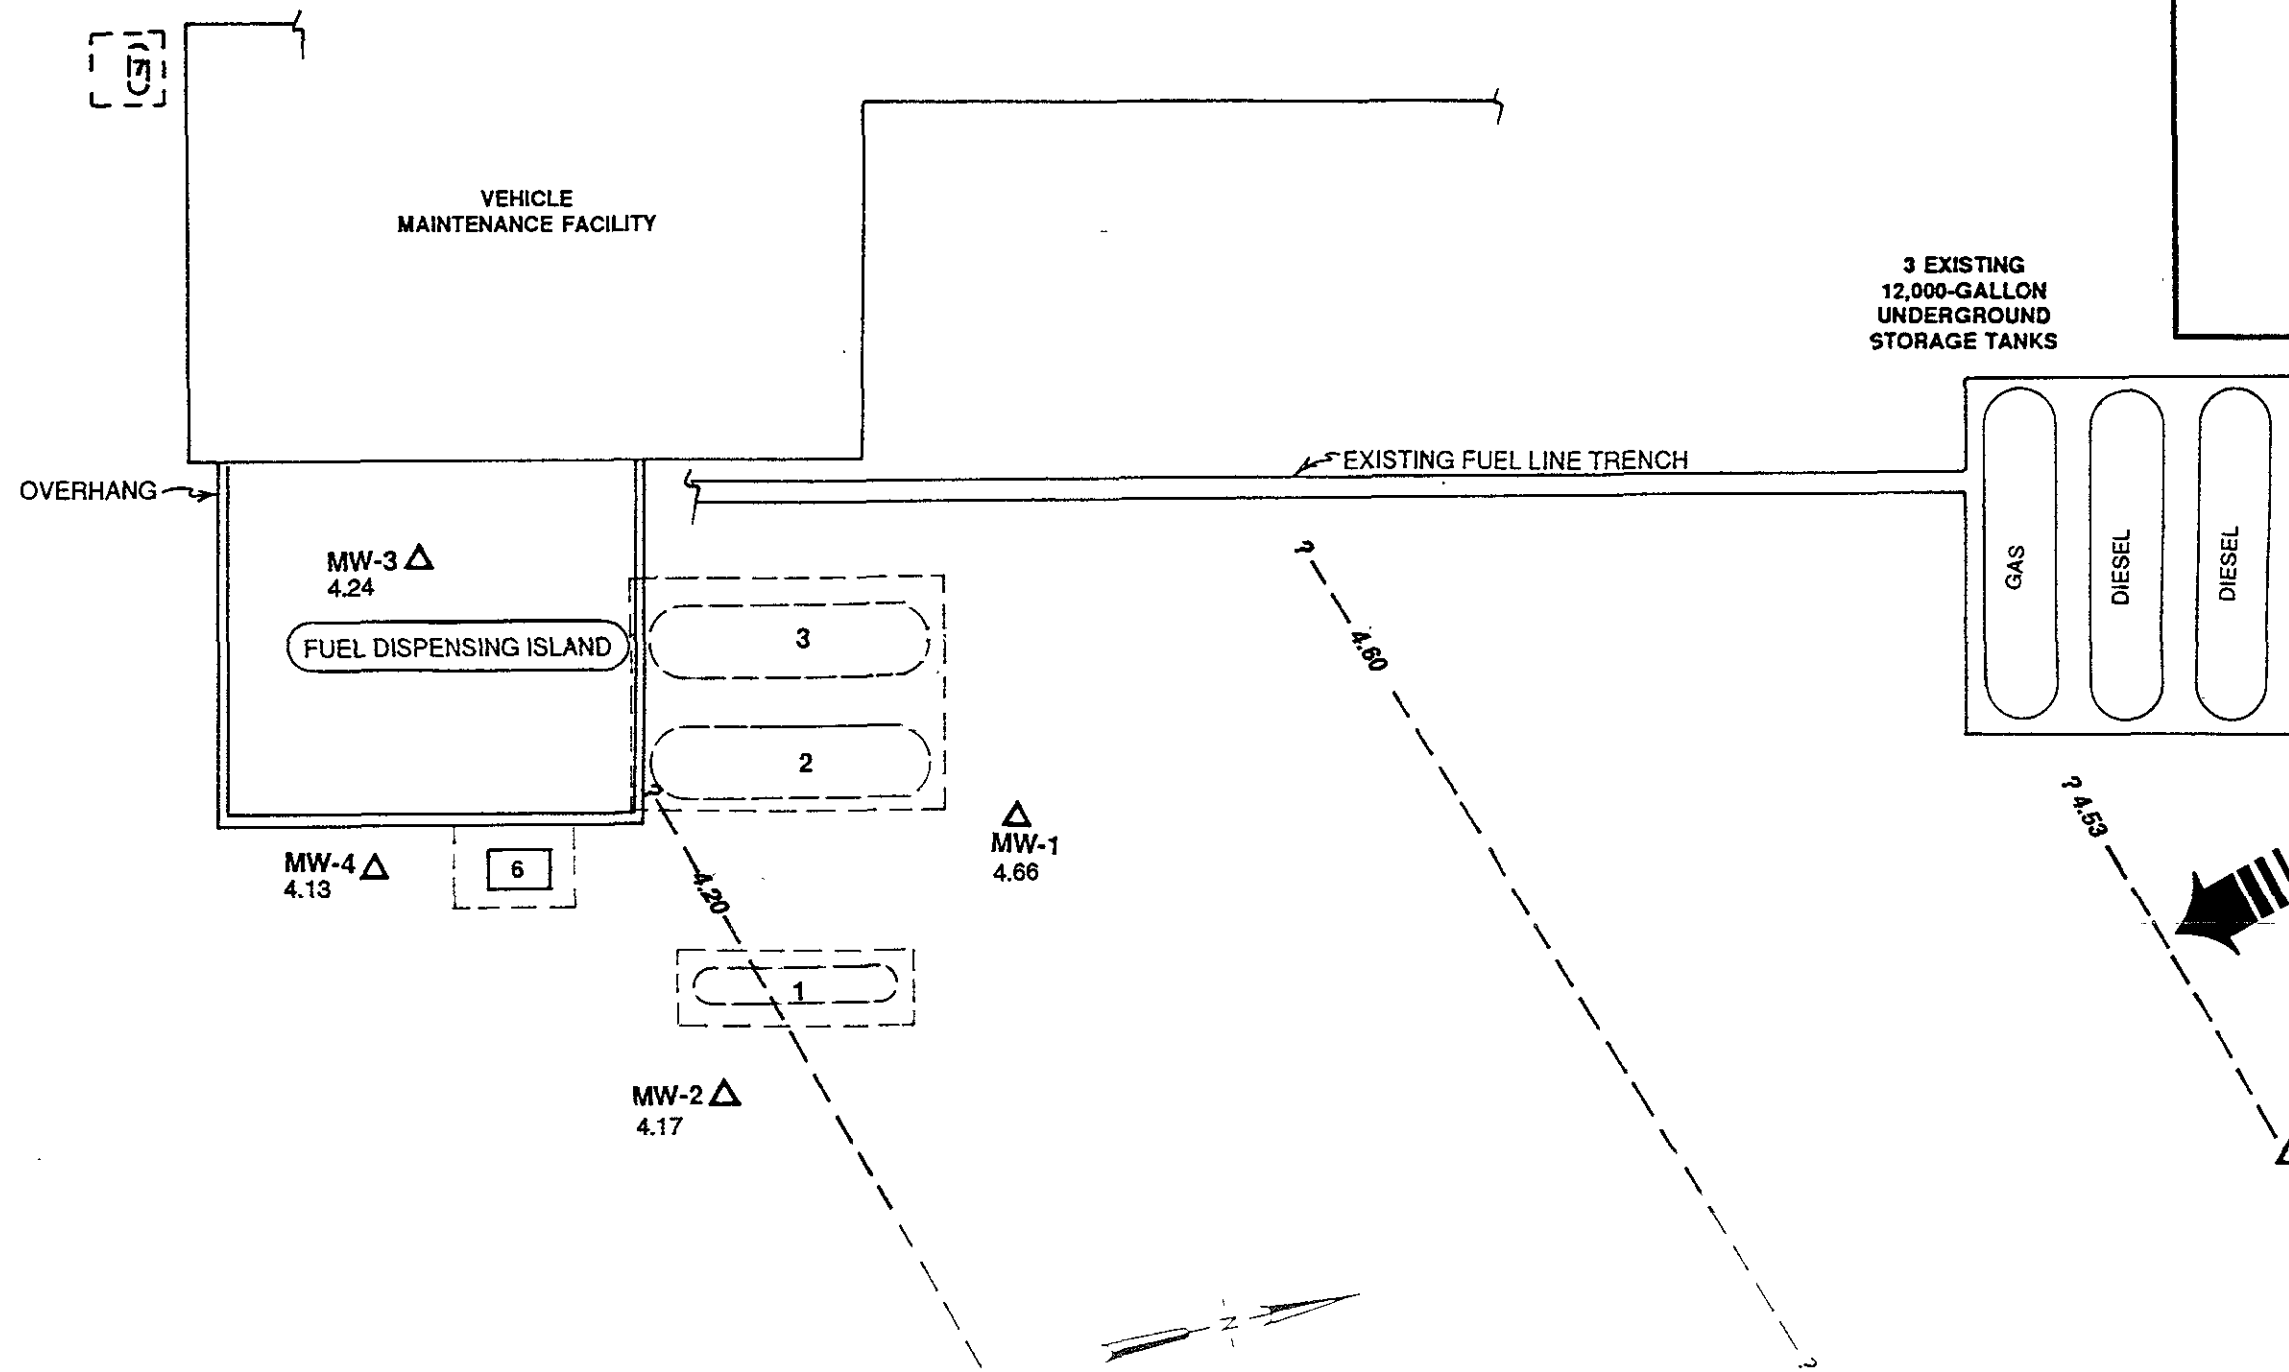 7
VEHICLE
MAINTENANCE FACILITY
3 EXISTING
12,000-GALLON
UNDERGROUND
STORAGE TANKS
EXISTING FUEL LINE TRENCH
OVERHANG
MW-3
4.24
?
GAS
DIESEL
DIESEL
FUEL DISPENSING ISLAND
3
4.60
2
?
? 4.53
MW-1
4.66
MW-4
4.13
6
4.20
1
MW-2
4.17
N
?